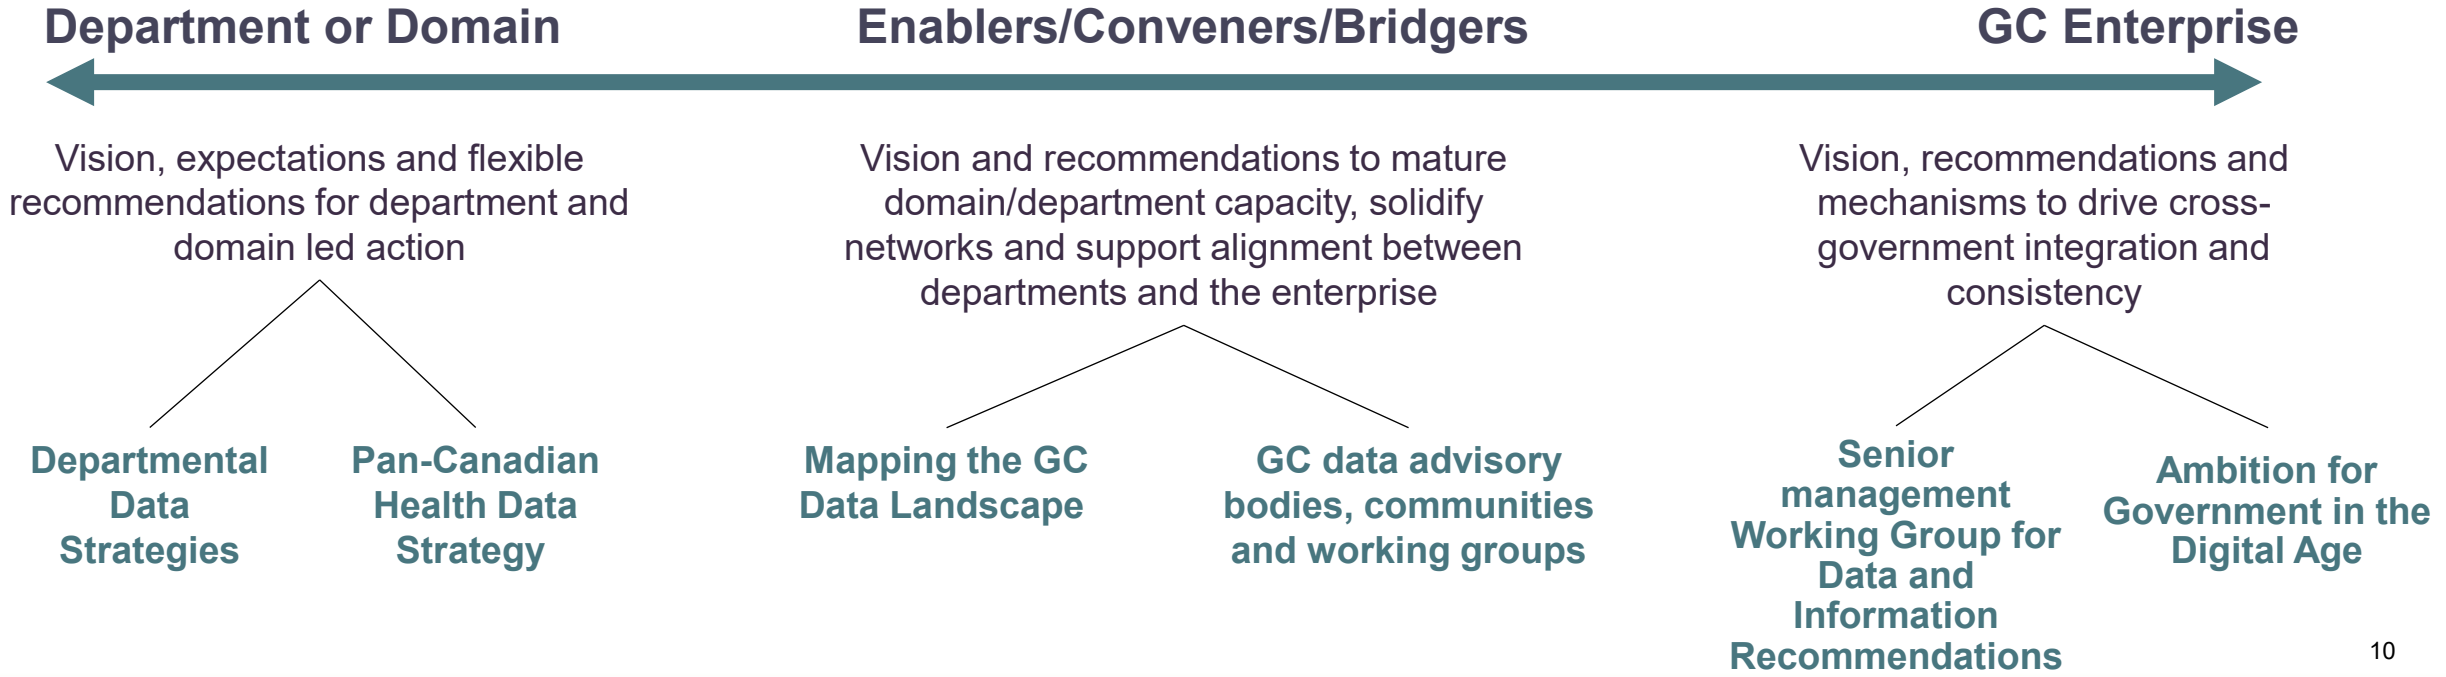 Department or Domain
Enablers/Conveners/Bridgers
GC Enterprise
Vision, expectations and flexible
recommendations for department and
domain led action
Vision and recommendations to mature
domain/department capacity, solidify
networks and support alignment between
departments and the enterprise
Vision, recommendations and
mechanisms to drive cross-
government integration and
consistency
Departmental
Data
Strategies
Pan-Canadian
Health Data
Strategy
Mapping the GC
Data Landscape
GC data advisory
bodies, communities
and working groups
Senior
management
Working Group for
Data and
Information
Recommendations
Ambition for
Government in the
Digital Age
10